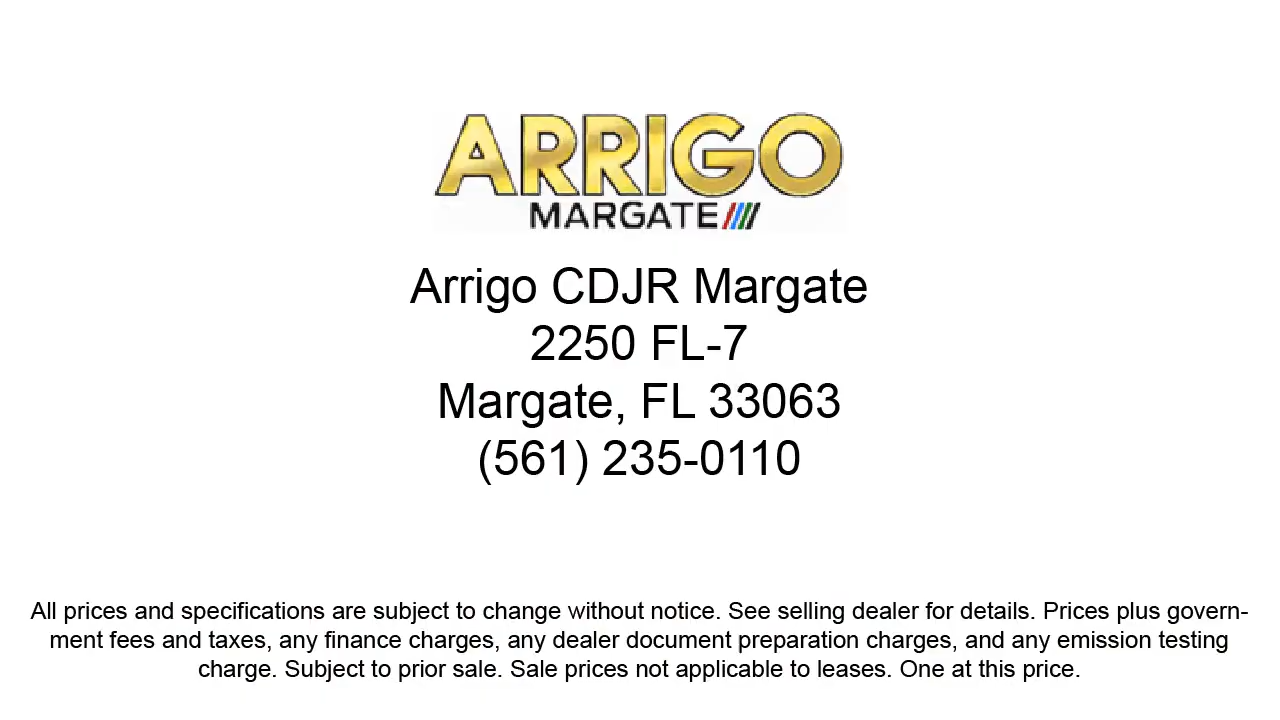 ARRIGO
MARGATE
Arrigo CDJR Margate
2250 FL-7
Margate, FL 33063
(561) 235-0110
All prices and specifications are subject to change without notice. See selling dealer for details. Prices plus govern-
ment fees and taxes, any finance charges, any dealer document preparation charges, and any emission testing
charge. Subject to prior sale. Sale prices not applicable to leases. One at this price.